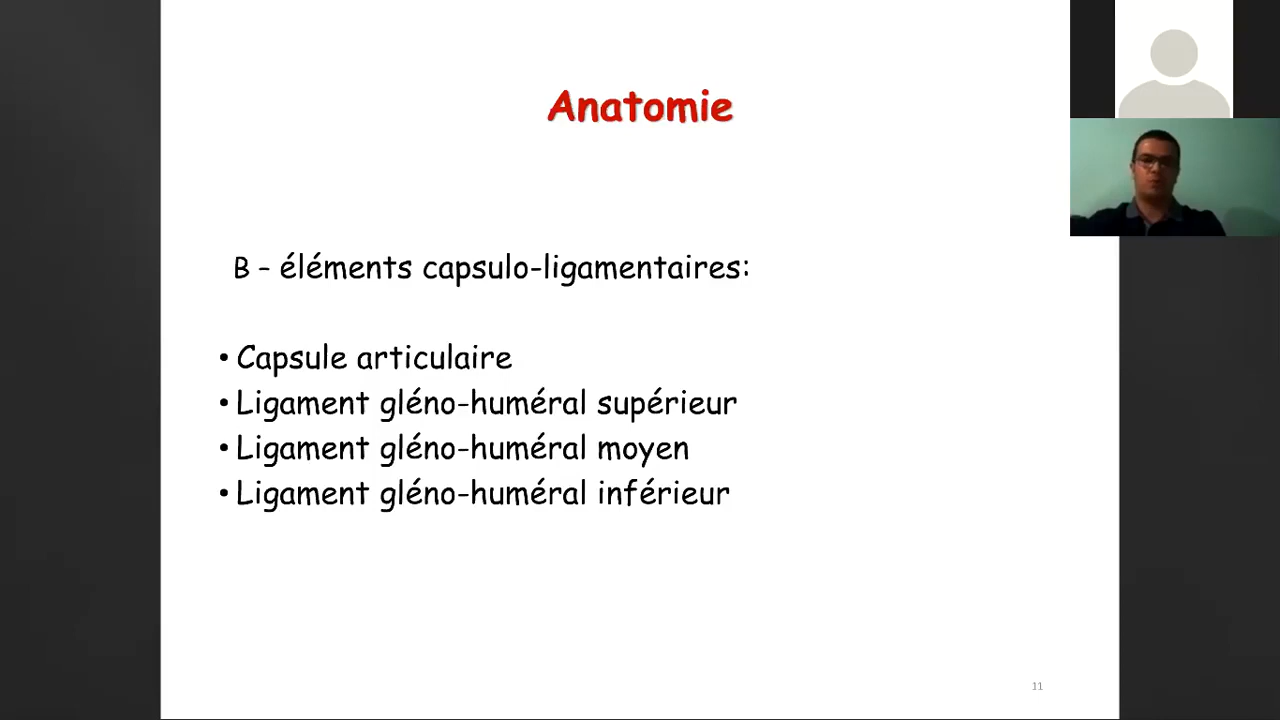 Anatomie
B – éléments capsulo-ligamentaires:
• Capsule articulaire
• Ligament gléno-huméral supérieur
• Ligament gléno-huméral moyen
• Ligament gléno-huméral inférieur
11